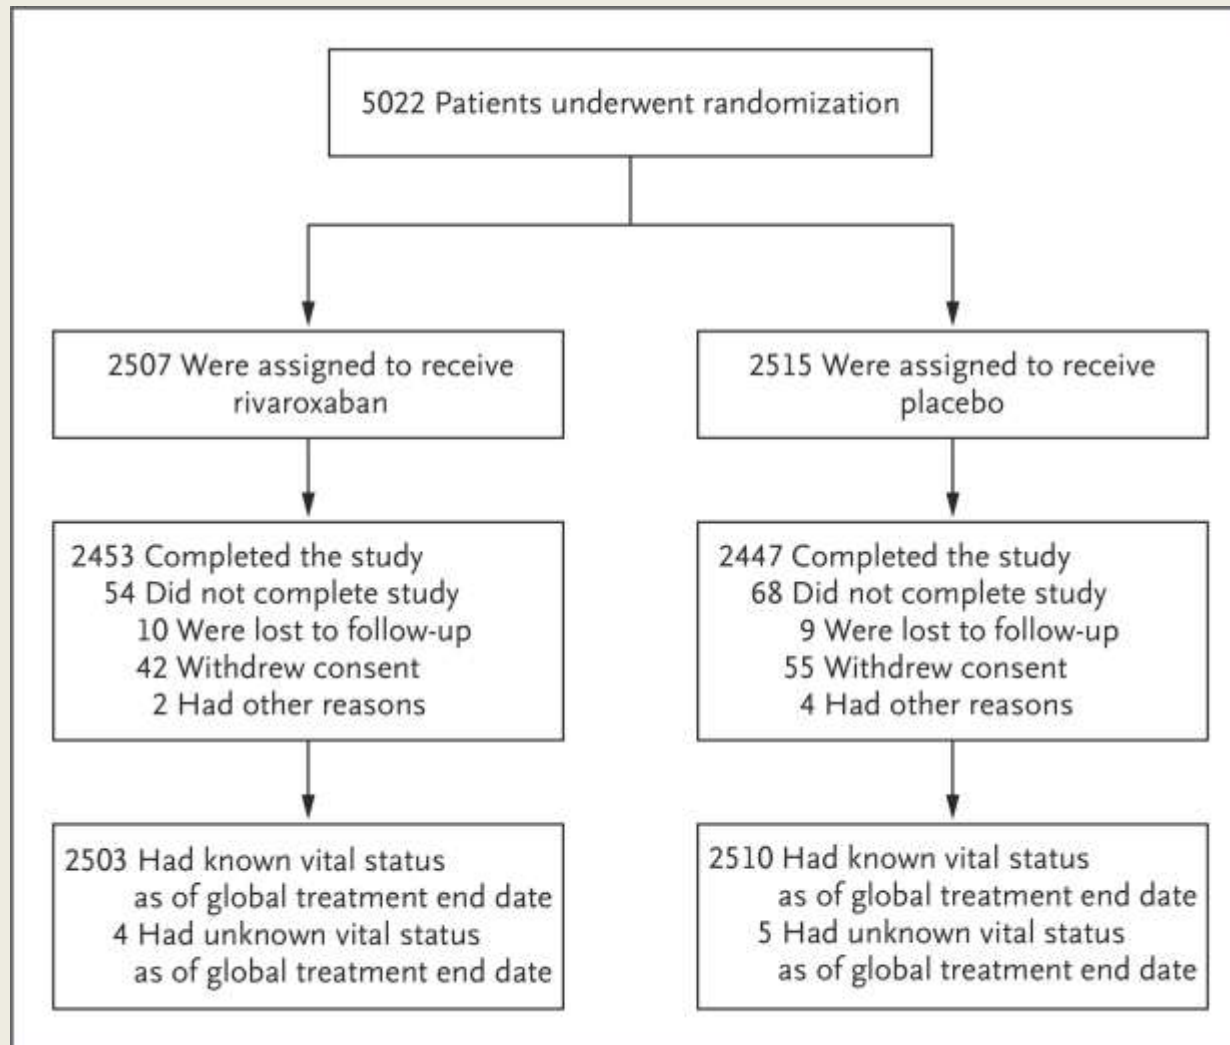 5022 Patients underwent randomization
2507 Were assigned to receive
rivaroxaban
2515 Were assigned to receive
placebo
2453 Completed the study
54 Did not complete study
10 Were lost to follow-up
42 Withdrew consent
2 Had other reasons
2447 Completed the study
68 Did not complete study
9 Were lost to follow-up
55 Withdrew consent
4 Had other reasons
2503 Had known vital status
as of global treatment end date
4 Had unknown vital status
as of global treatment end date
2510 Had known vital status
as of global treatment end date
5 Had unknown vital status
as of global treatment end date